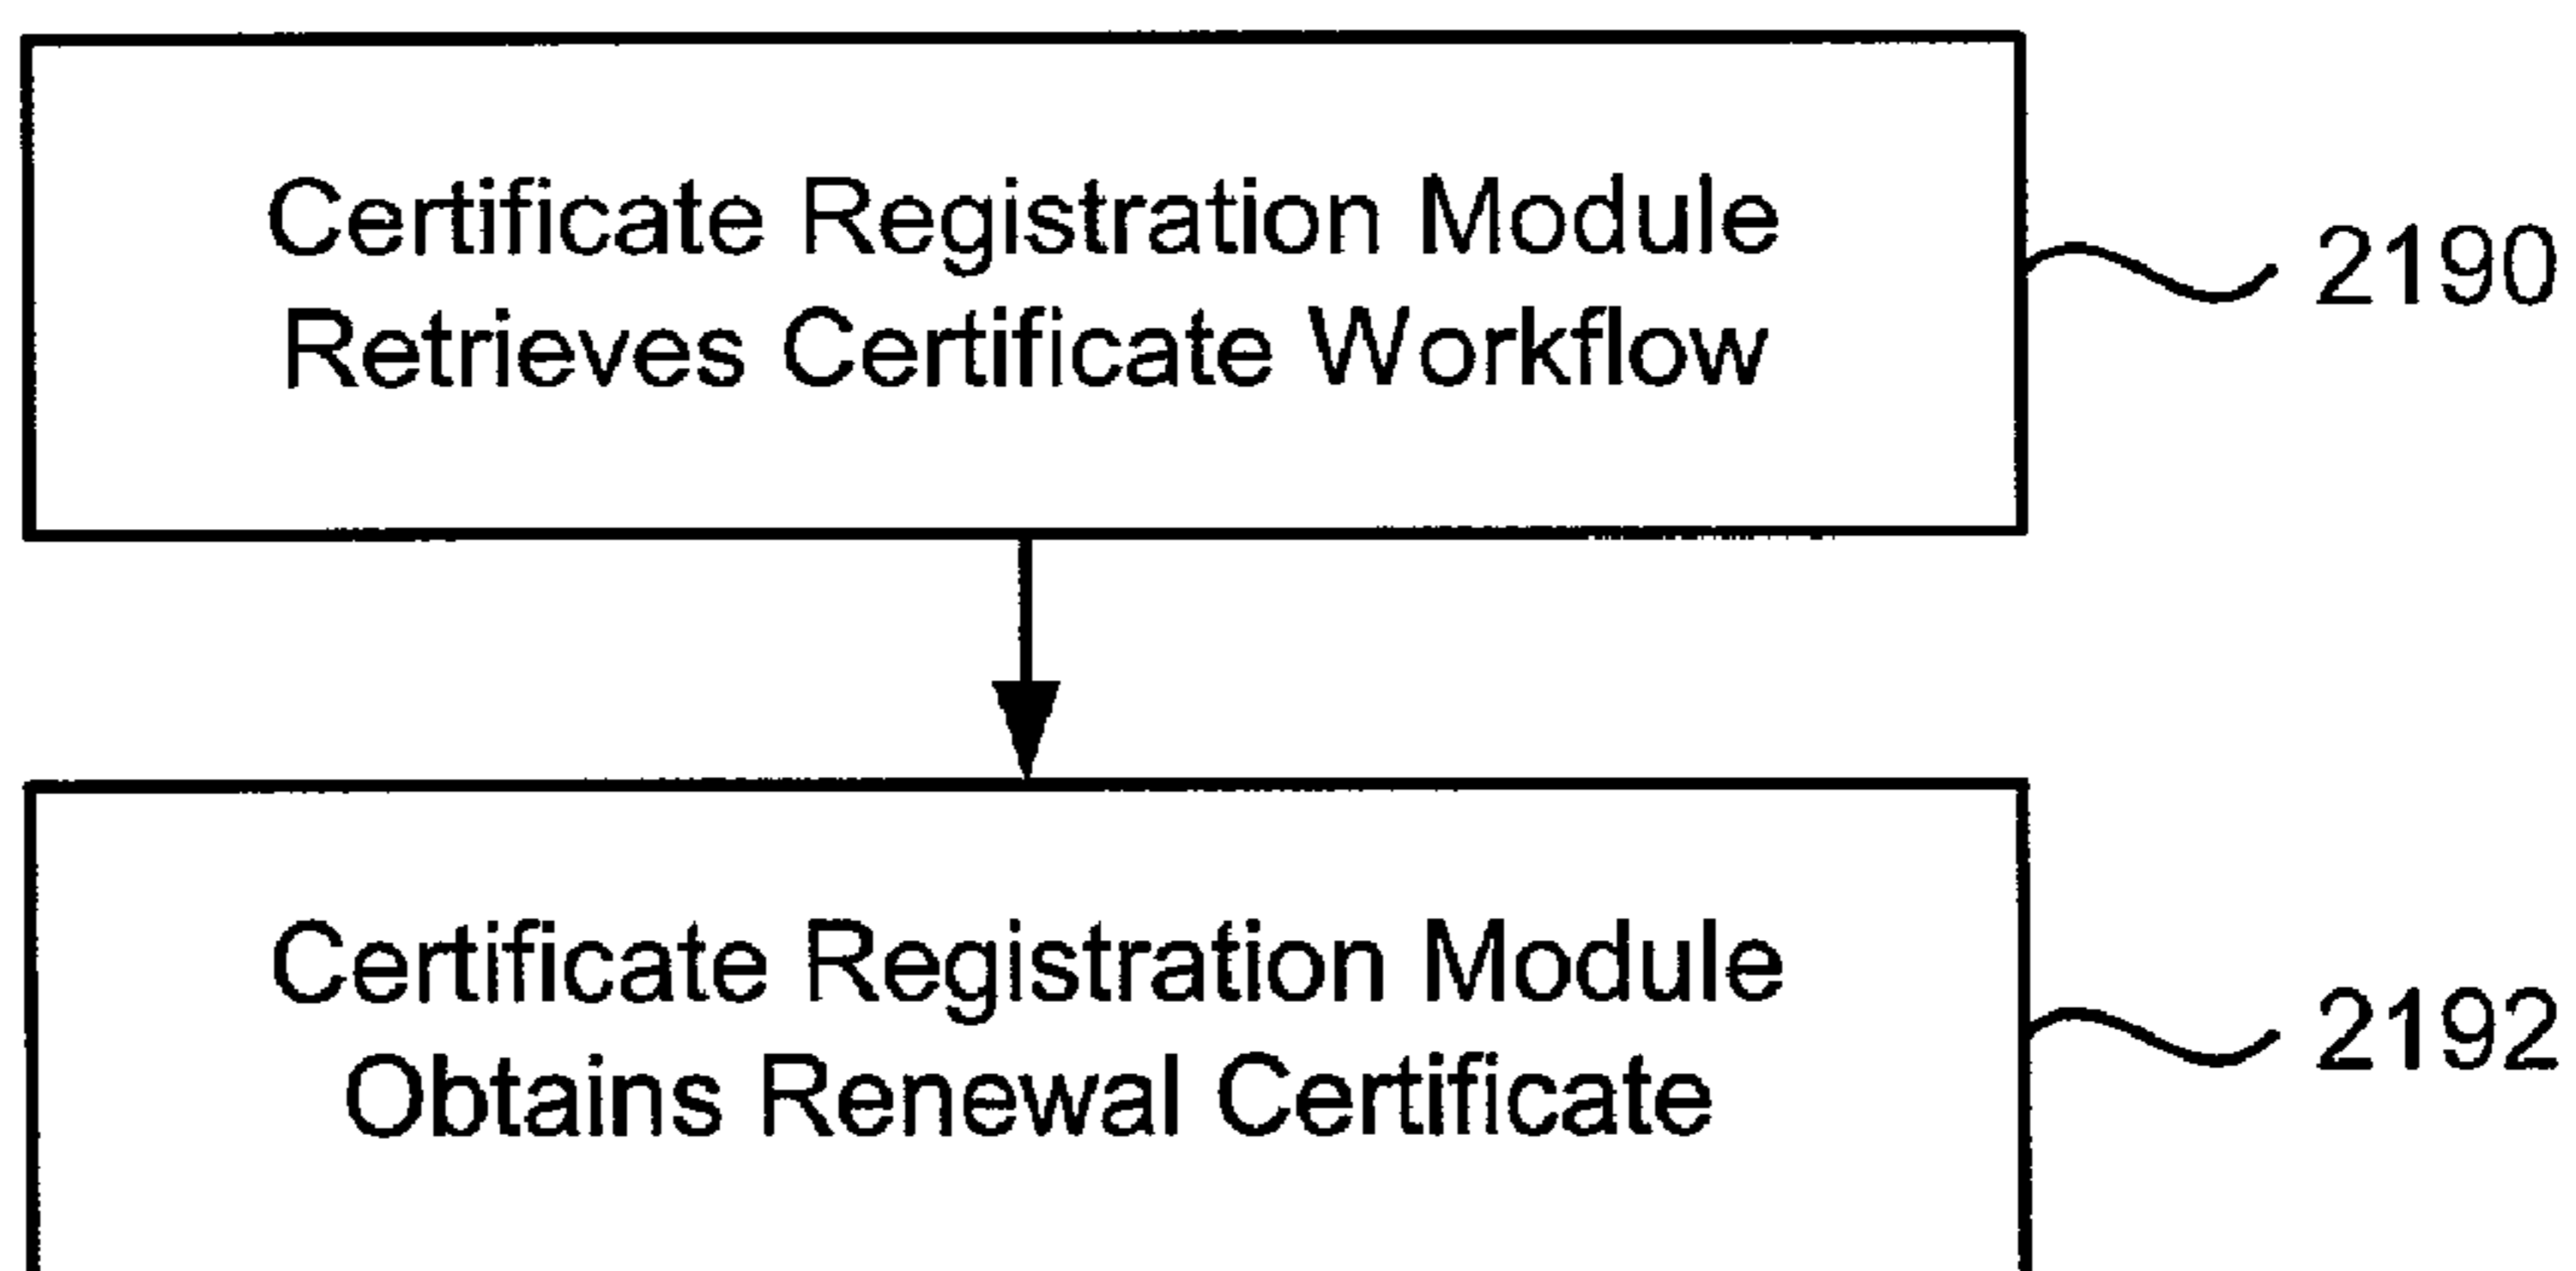 Certificate Registration Module
Retrieves Certificate Workflow
2190
Certificate Registration Module
Obtains Renewal Certificate
2192